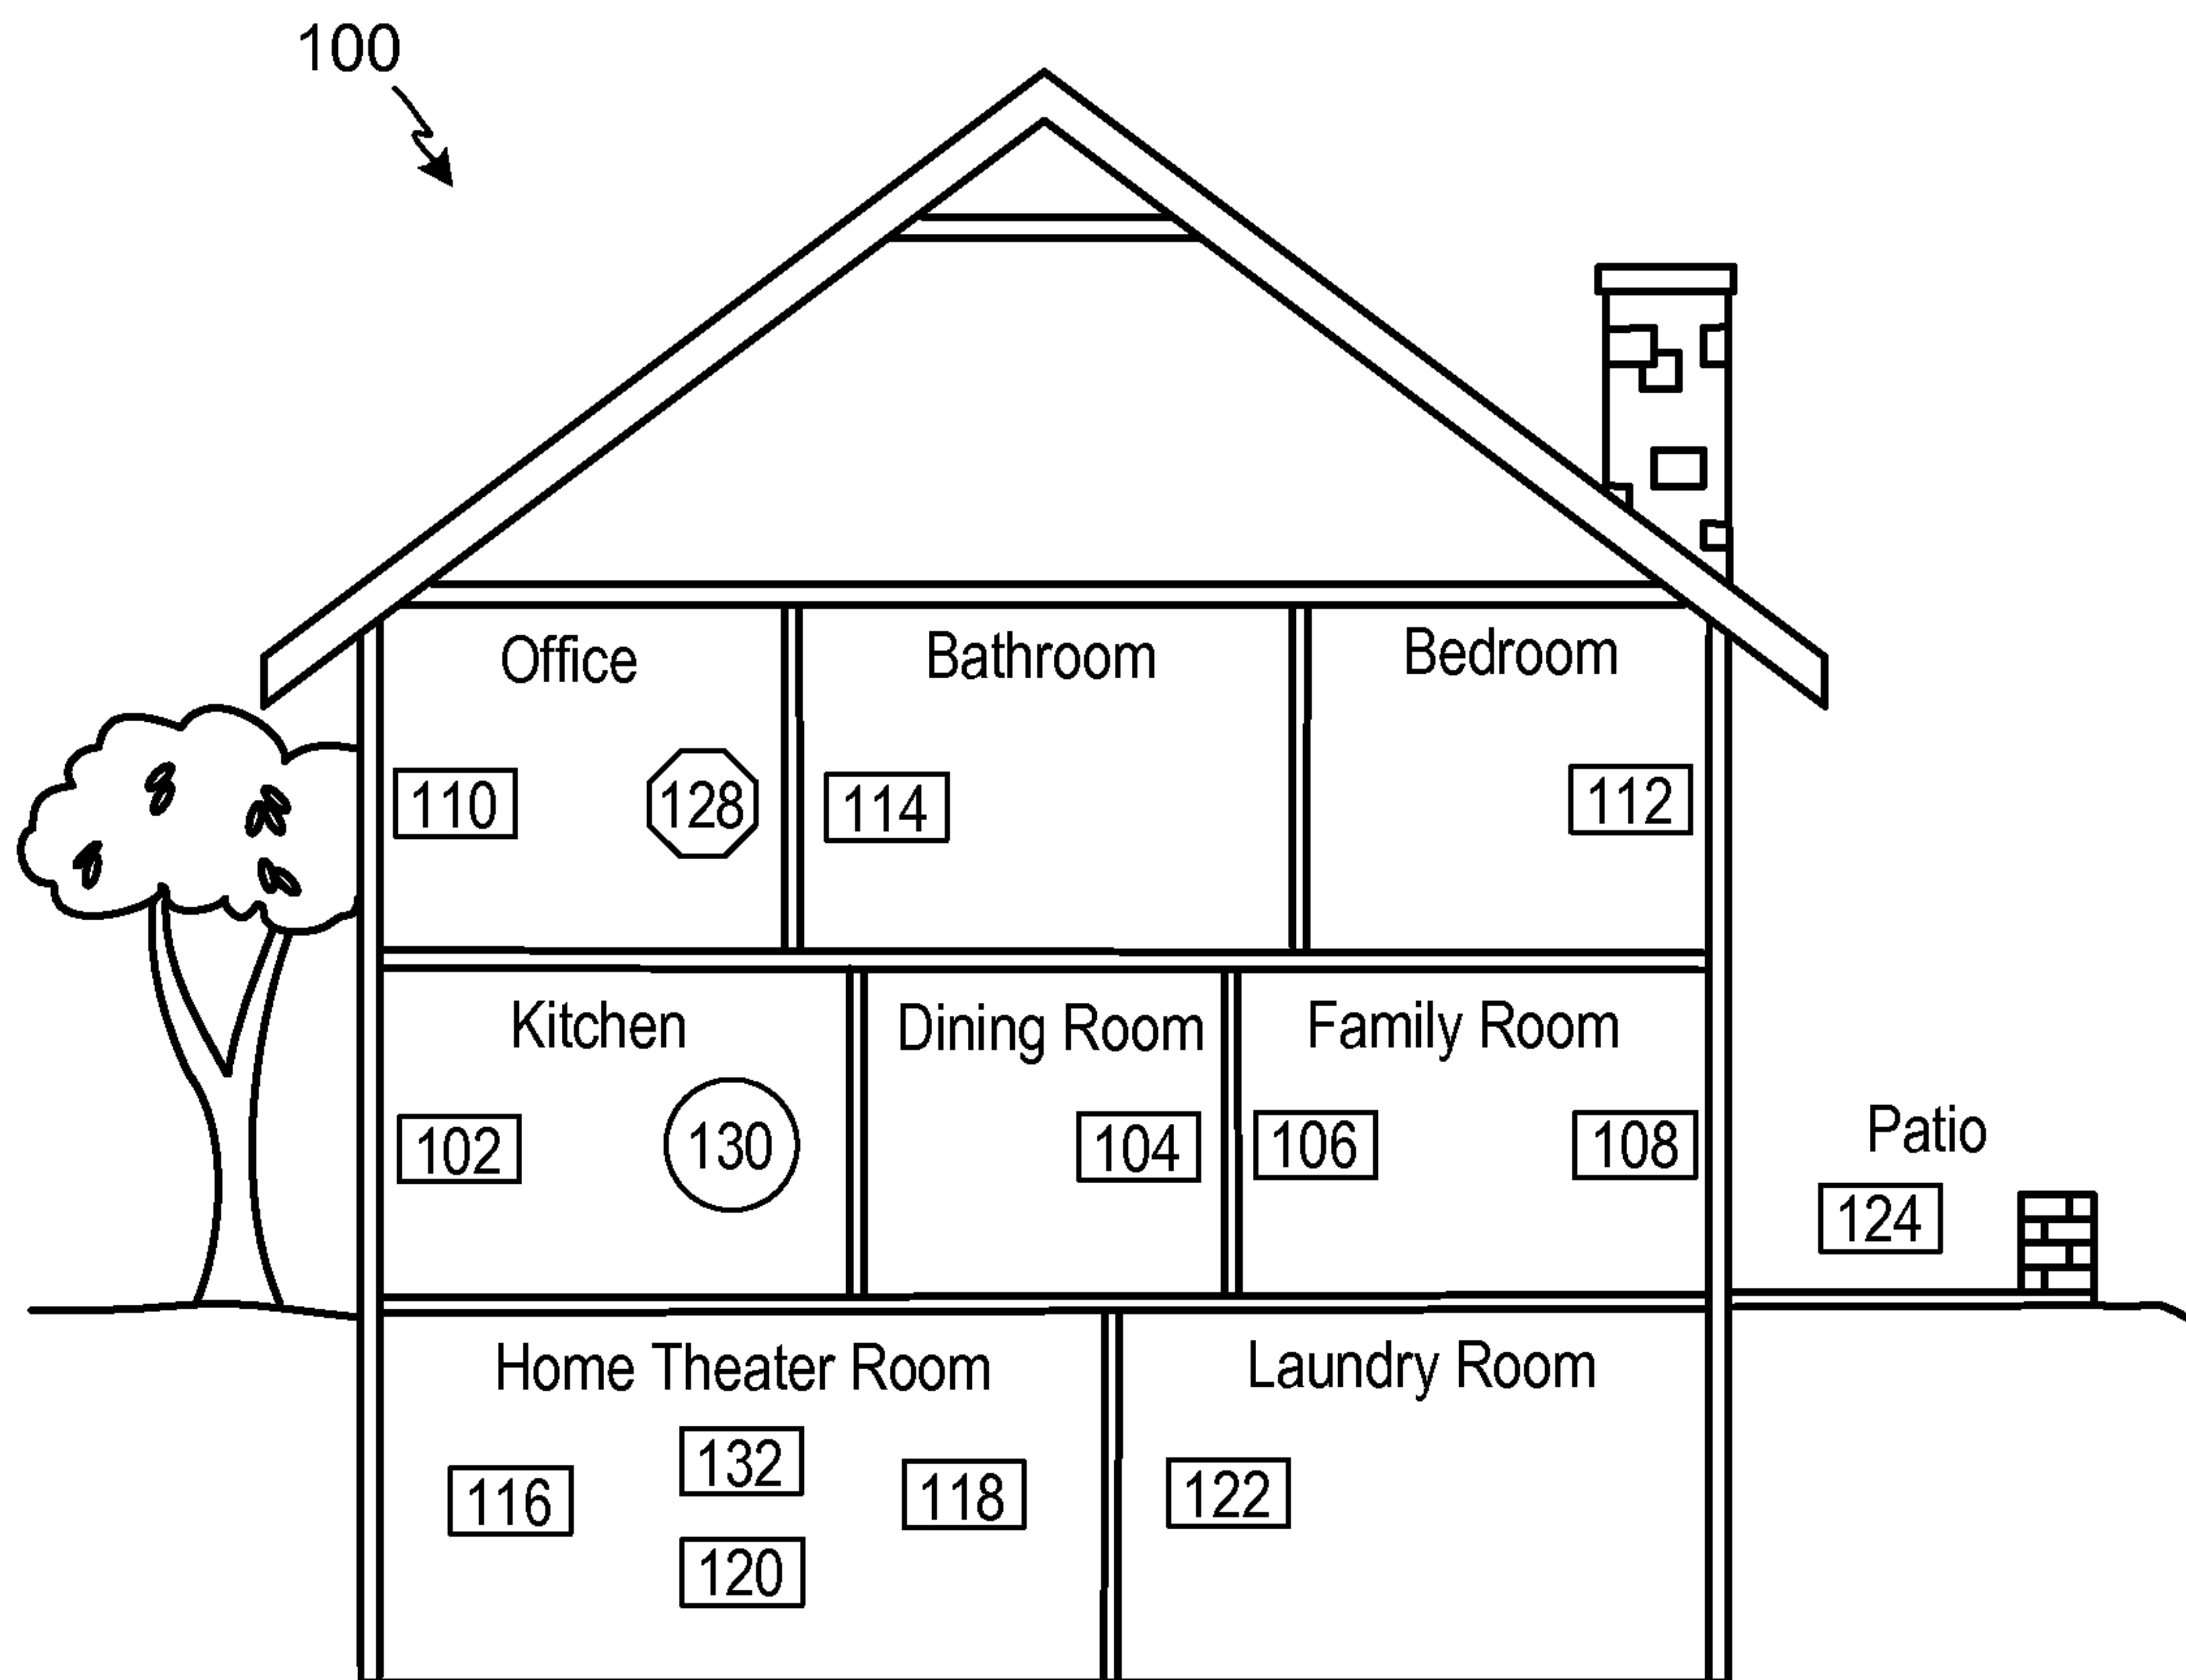 100
Office
Bathroom
Bedroom
110
128
114
112
Kitchen
Dining Room
Family Room
102
130
104
106
108
Patio
124
Home Theater Room
Laundry Room
116
132
118
122
120